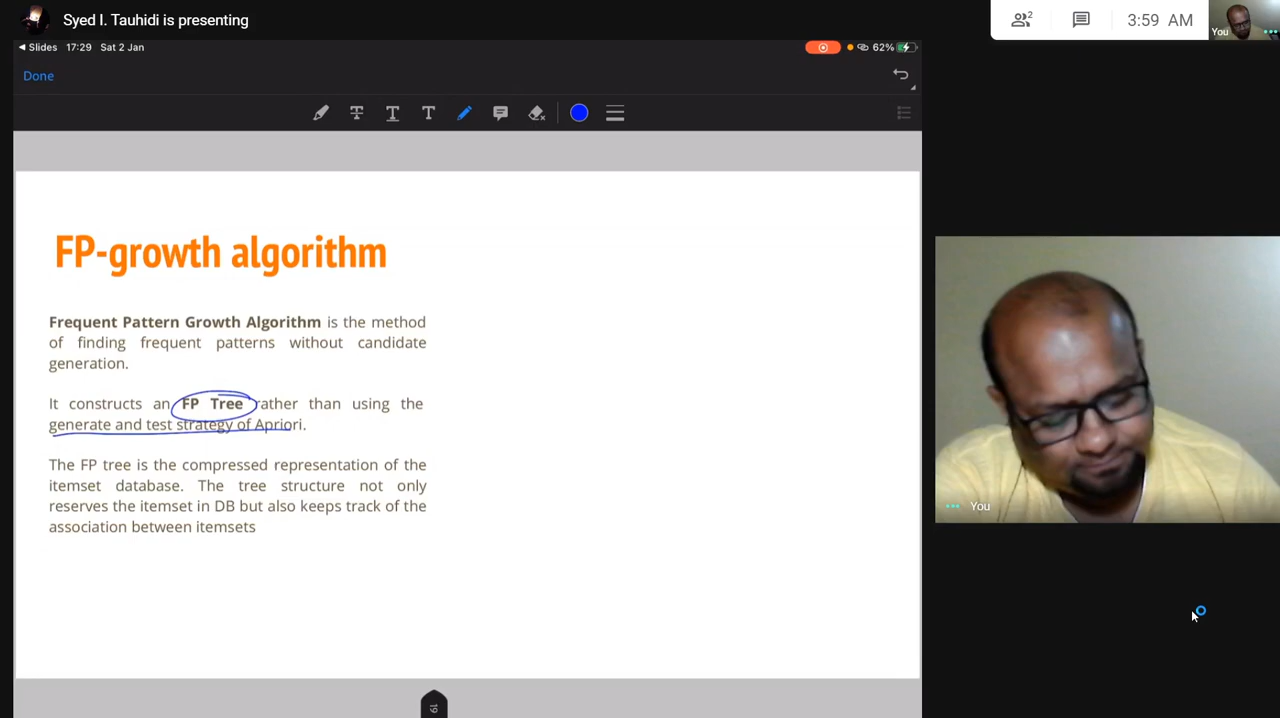 Syed I. Tauhidi is presenting
2
3:59 AM
You
Slides 17:29 Sat 2 Jan
62%
Done
T T T
FP-growth algorithm
Frequent Pattern Growth Algorithm is the method
of finding frequent patterns without candidate
generation.
It constructs an FP Tree rather than using the
generate and test strategy of Apriori.
The FP tree is the compressed representation of the
itemset database. The tree structure not only
reserves the itemset in DB but also keeps track of the
association between itemsets
You
19